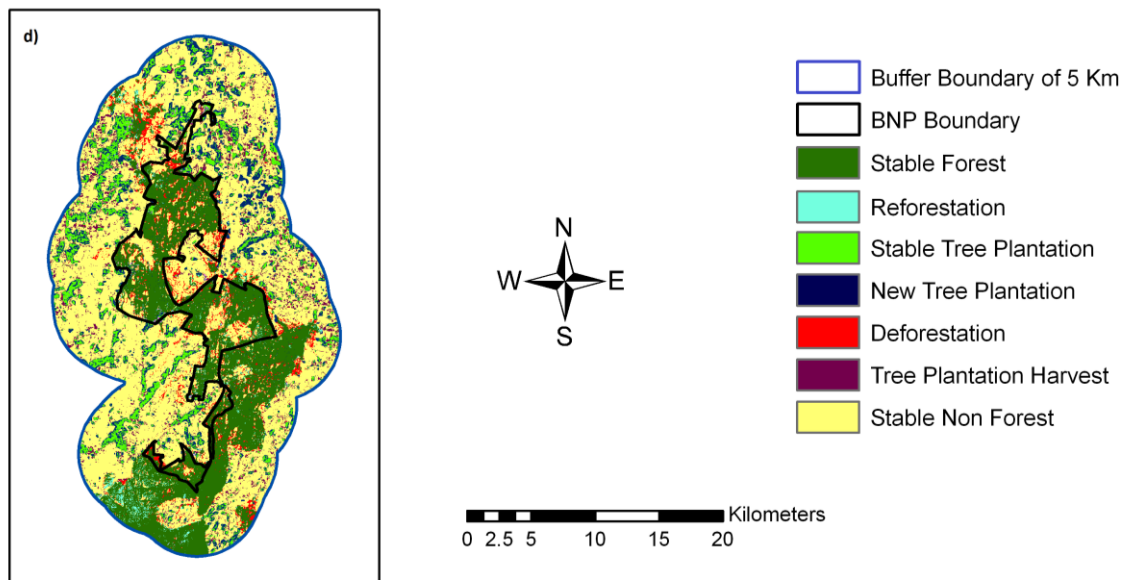 d)
Buffer Boundary of 5 Km
BNP Boundary
Stable Forest
Reforestation
Stable Tree Plantation
New Tree Plantation
Deforestation
Tree Plantation Harvest
Stable Non Forest
N
W E
S
Kilometers
0 2.5 5 10 15 20